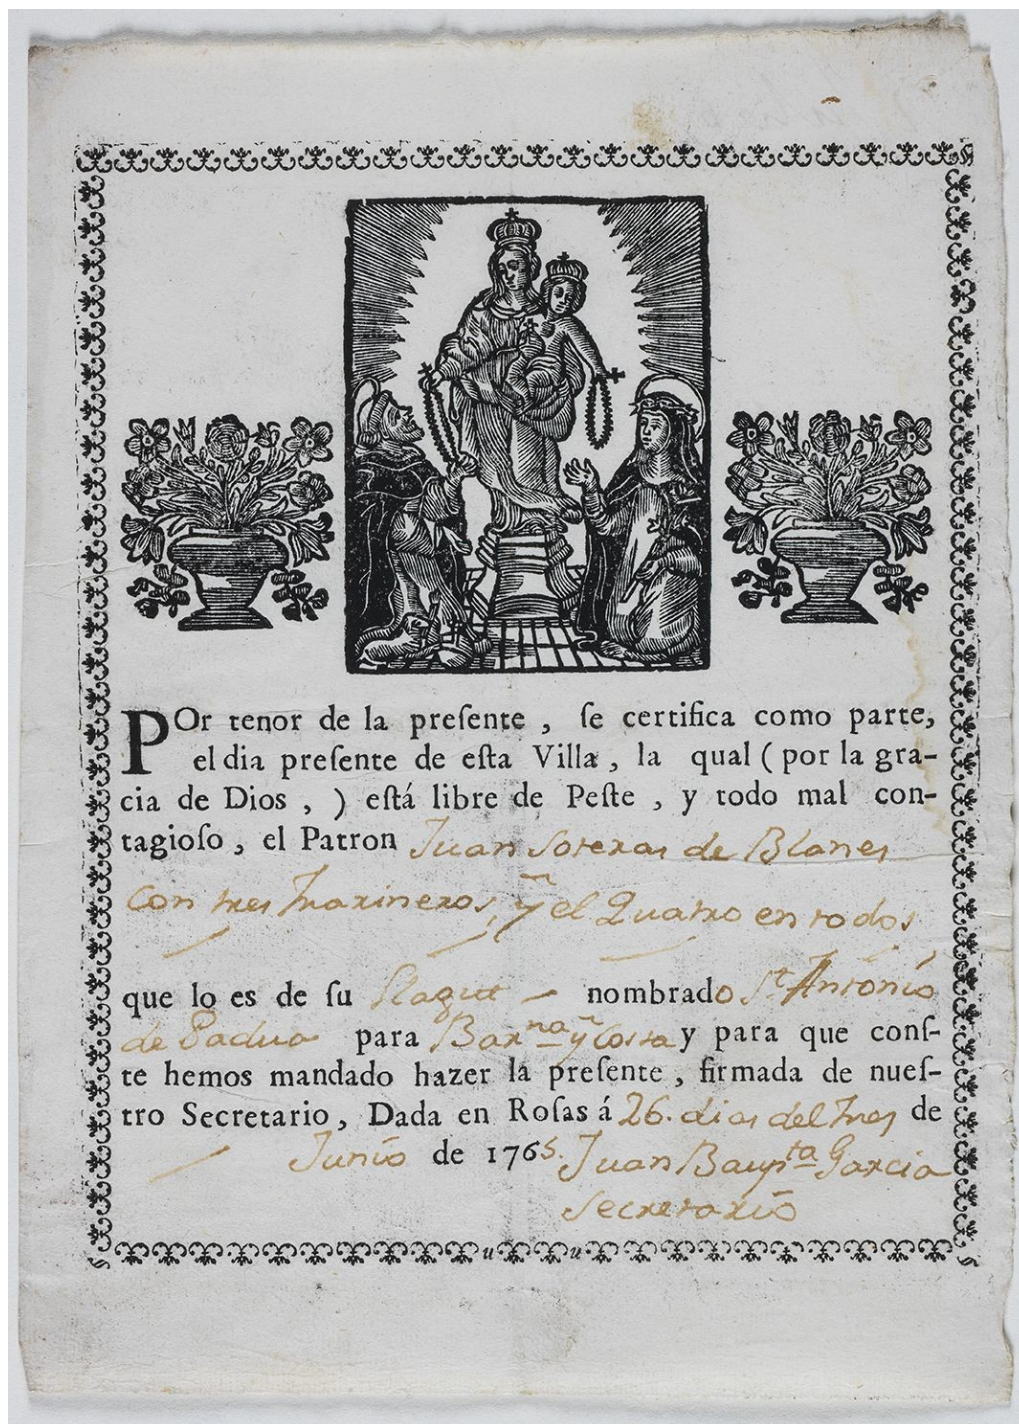 POr tenor de la preſente , ſe certifica como parte,
el dia preſente de eſta Villa , la qual ( por la gra-
cia de Dios , ) eſtá libre de Peſte , y todo mal con-
tagioſo , el Patron Juan Soteras de Blanes
Con tres Marineros, y el Quatro en todos
que lo es de ſu Llagut nombrado St. Antonio
de Padua para Barna y Costa y para que conſ-
te hemos mandado hazer la preſente , firmada de nueſ-
tro Secretario, Dada en Roſas á 26. dias del Mes de
Junio de 1765. Juan Baupta Garcia
Secretario